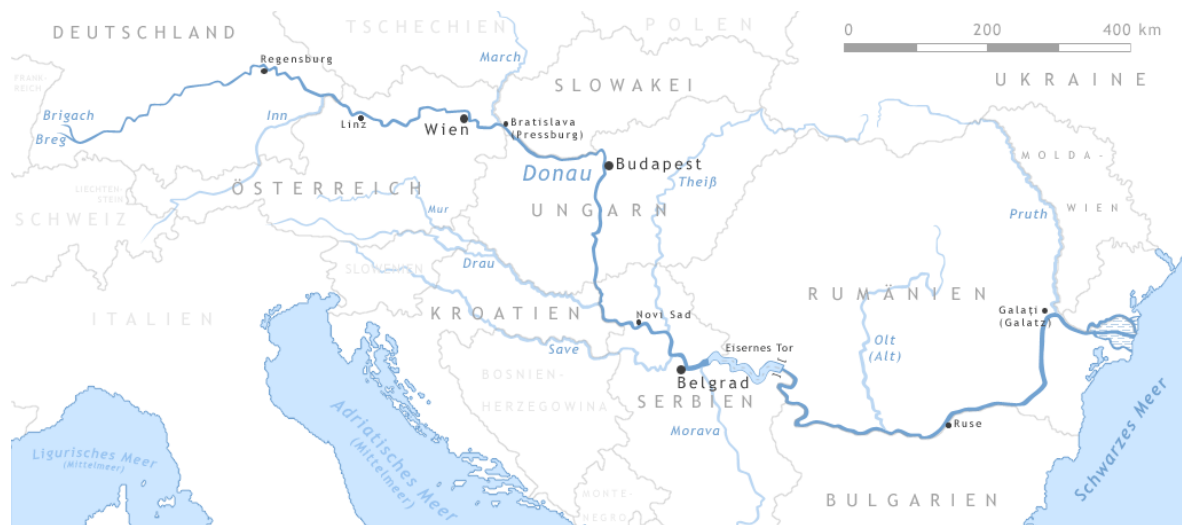 DEUTSCHLAND
TSCHECHIEN
POLEN
0
200
400 km
March
Regensburg
FRANK-
REICH
SLOWAKEI
UKRAINE
Brigach
Breg
Inn
Linz
Wien
Bratislava
(Pressburg)
Donau
Budapest
Theiß
MOLDA-
WIEN
LIECHTEN-
STEIN
SCHWEIZ
ÖSTERREICH
Mur
UNGARN
Pruth
SLOWENIEN
Drau
ITALIEN
KROATIEN
Novi Sad
RUMÄNIEN
Galați
(Galatz)
Save
Eisernes Tor
Olt
(Alt)
BOSNIEN-
HERZEGOWINA
Belgrad
SERBIEN
Morava
Ruse
Ligurisches Meer
(Mittelmeer)
Adriatisches Meer
(Mittelmeer)
Schwarzes Meer
MONTE-
NEGRO
BULGARIEN